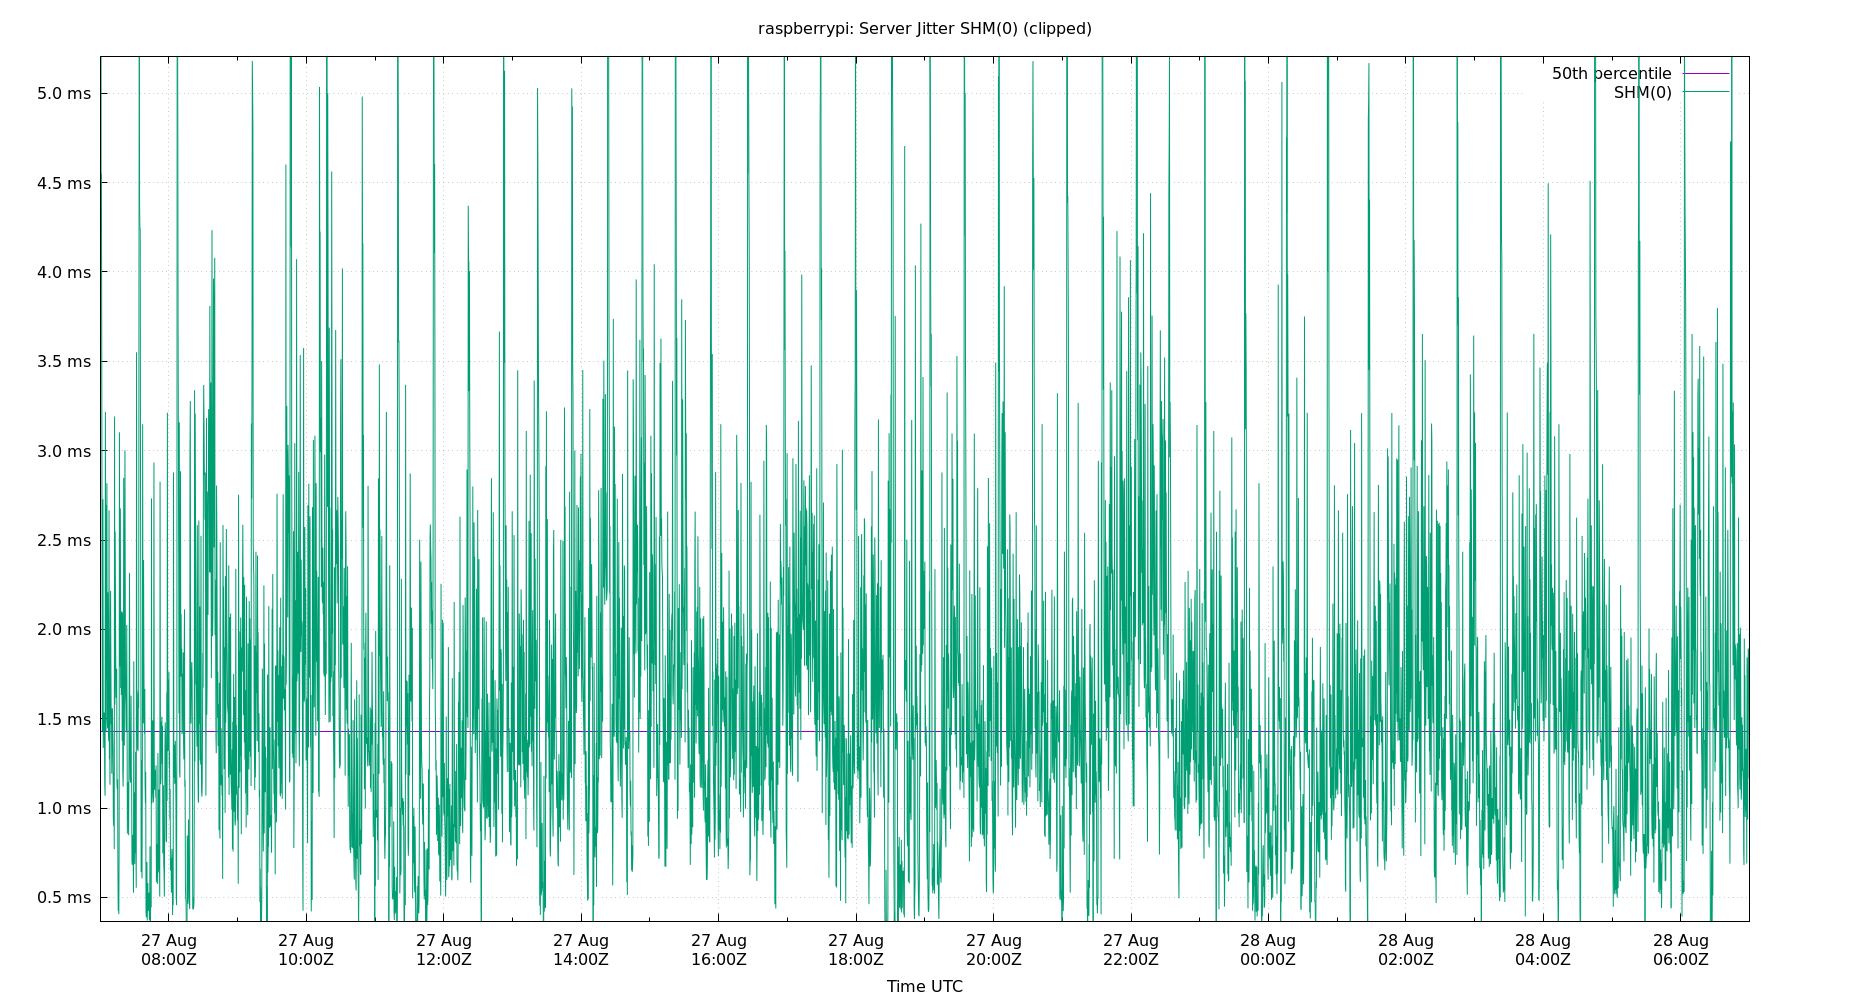 raspberrypi: Server Jitter SHM(0) (clipped)
50th percentile
SHM(0)
5.0 ms
4.5 ms
4.0 ms
3.5 ms
3.0 ms
2.5 ms
2.0 ms
1.5 ms
1.0 ms
0.5 ms
27 Aug 27 Aug 27 Aug 27 Aug 27 Aug 27 Aug 27 Aug 27 Aug 28 Aug 28 Aug 28 Aug 28 Aug
08:00Z 10:00Z 12:00Z 14:00Z 16:00Z 18:00Z 20:00Z 22:00Z 00:00Z 02:00Z 04:00Z 06:00Z
Time UTC